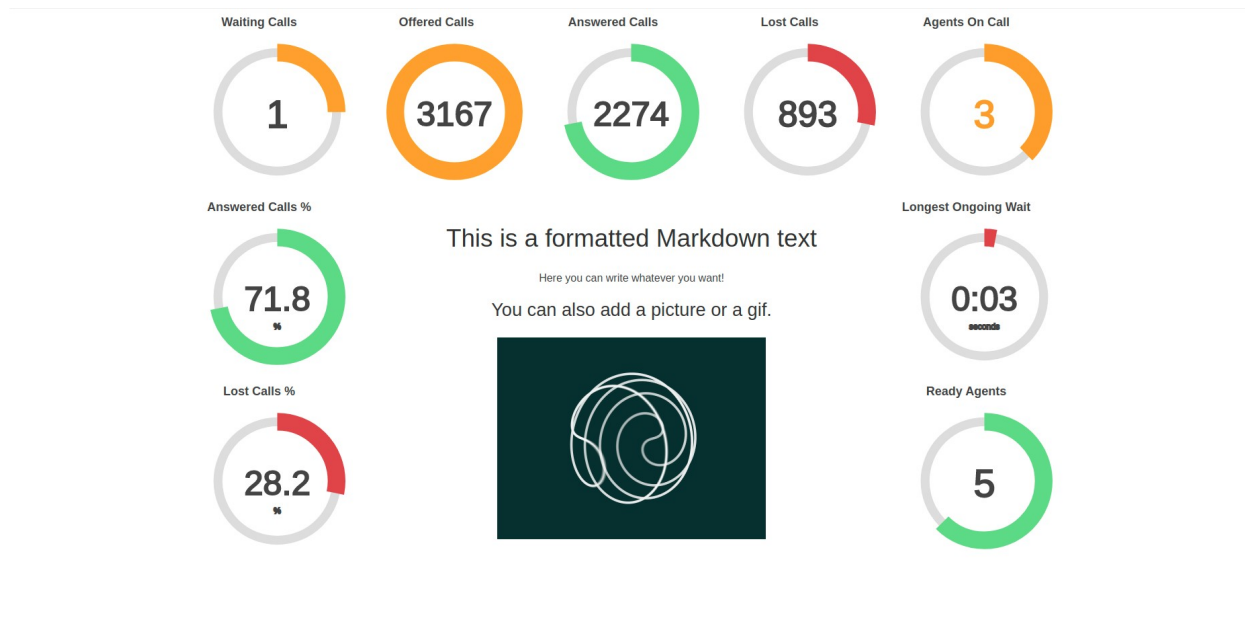 Waiting Calls
Offered Calls
Answered Calls
Lost Calls
Agents On Call
1
3167
2274
893
3
Answered Calls %
71.8
%
This is a formatted Markdown text
Here you can write whatever you want!
You can also add a picture or a gif.
Longest Ongoing Wait
0:03
seconds
Lost Calls %
28.2
%
Ready Agents
5